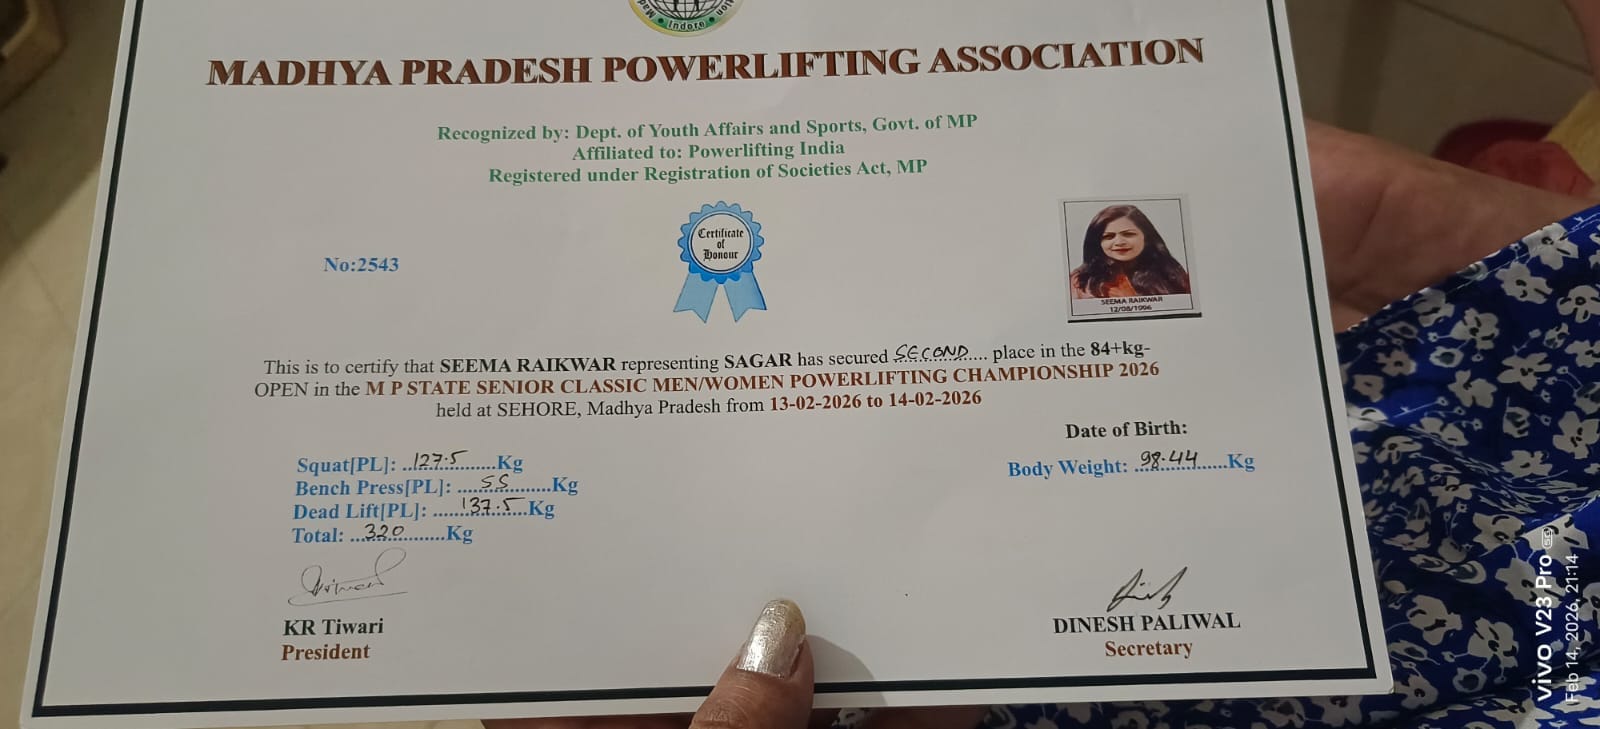 Indore
MADHYA PRADESH POWERLIFTING ASSOCIATION
Recognized by: Dept. of Youth Affairs and Sports, Govt. of MP
Affiliated to: Powerlifting India
Registered under Registration of Societies Act, MP
Certificate
of
Honour
No:2543
SEEMA RAIKWAR
12/08/1996
This is to certify that SEEMA RAIKWAR representing SAGAR has secured SECOND.... place in the 84+kg-
OPEN in the M P STATE SENIOR CLASSIC MEN/WOMEN POWERLIFTING CHAMPIONSHIP 2026
held at SEHORE, Madhya Pradesh from 13-02-2026 to 14-02-2026
Date of Birth:
Body Weight: 98.44 Kg
Squat[PL]: 127.5 Kg
Bench Press[PL]: 55 Kg
Dead Lift[PL]: 137.5 Kg
Total: 320 Kg
KR Tiwari
President
DINESH PALIWAL
Secretary
vivo V23 Pro 5G
Feb 14, 2026, 21:14